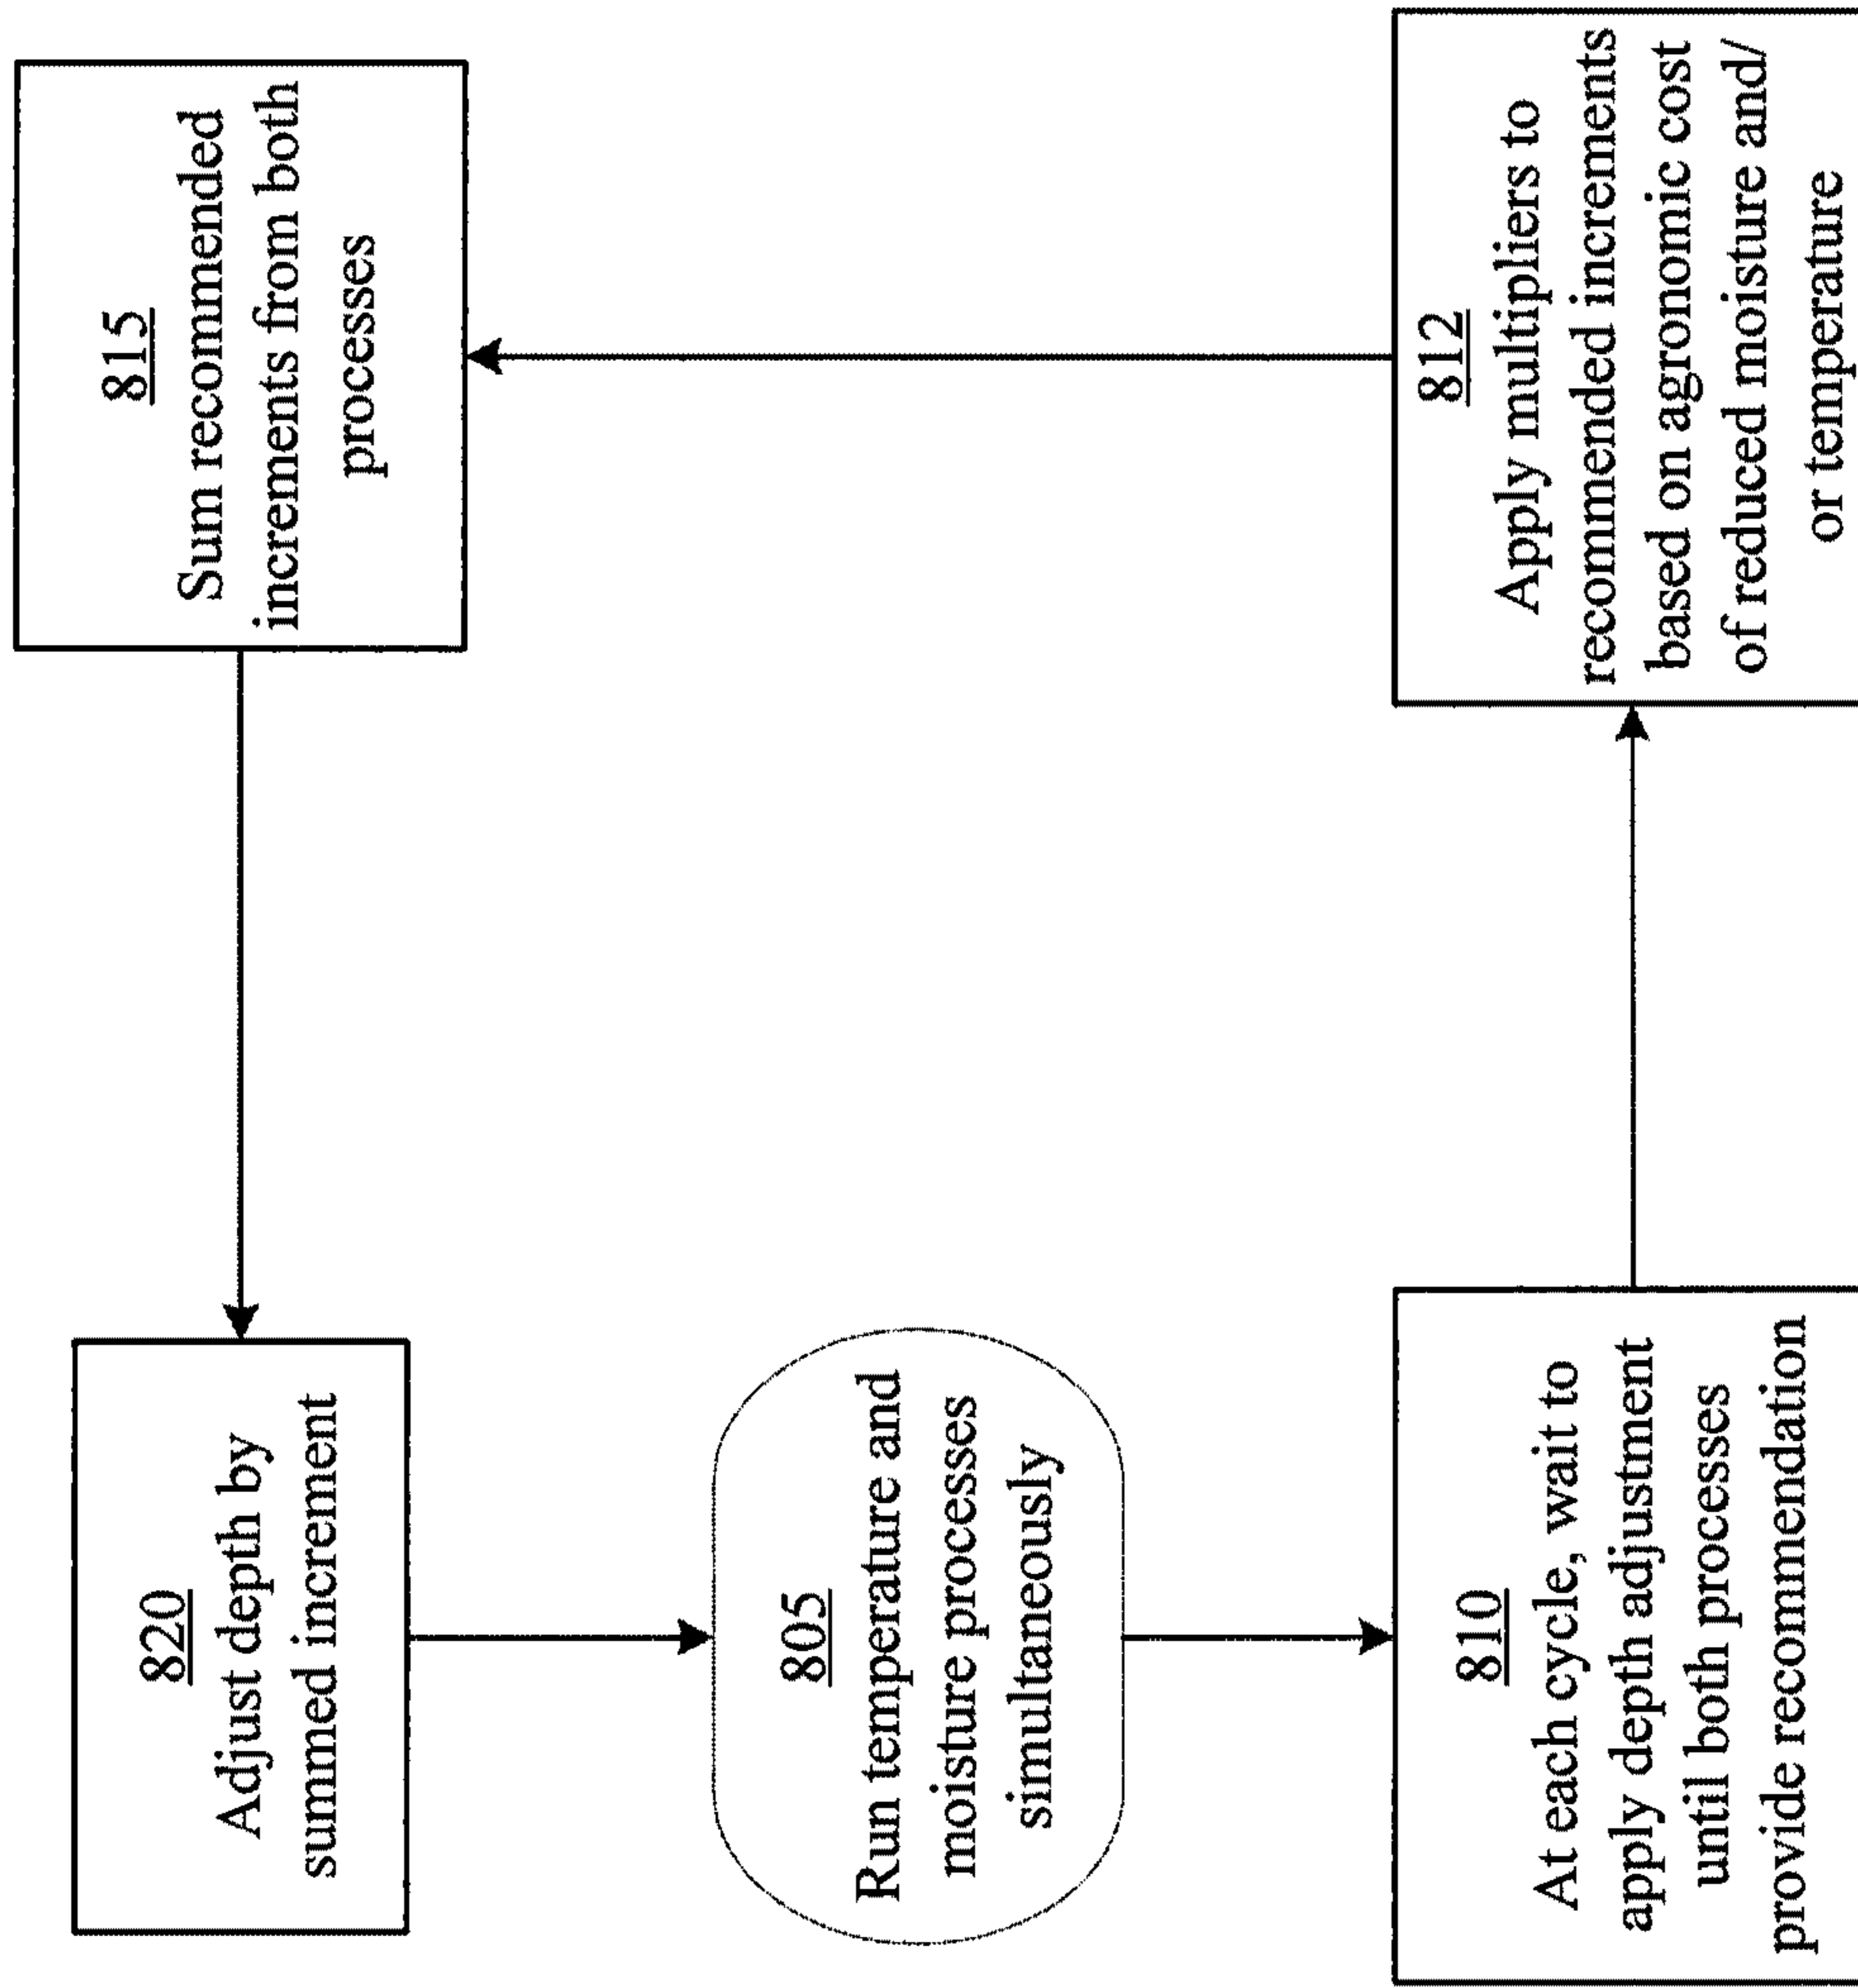 820
Adjust depth by
summed increment
805
Run temperature and
moisture processes
simultaneously
810
At each cycle, wait to
apply depth adjustment
until both processes
provide recommendation
812
Apply multipliers to
recommended increments
based on agronomic cost
of reduced moisture and/
or temperature
815
Sum recommended
increments from both
processes